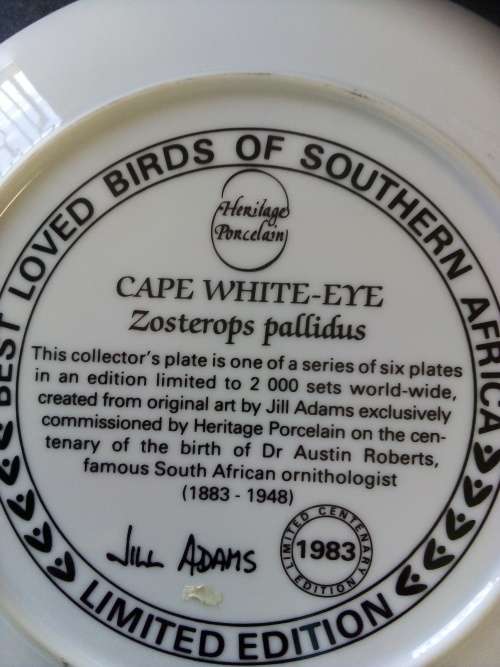 BEST LOVED BIRDS OF SOUTHERN AFRICA
Heritage
Porcelain
CAPE WHITE-EYE
Zosterops pallidus
This collector's plate is one of a series of six plates
in an edition limited to 2 000 sets world-wide,
created from original art by Jill Adams exclusively
commissioned by Heritage Porcelain on the cen-
tenary of the birth of Dr Austin Roberts,
famous South African ornithologist
(1883 - 1948)
JILL ADAMS
LIMITED CENTENARY
1983
EDITION
LIMITED EDITION